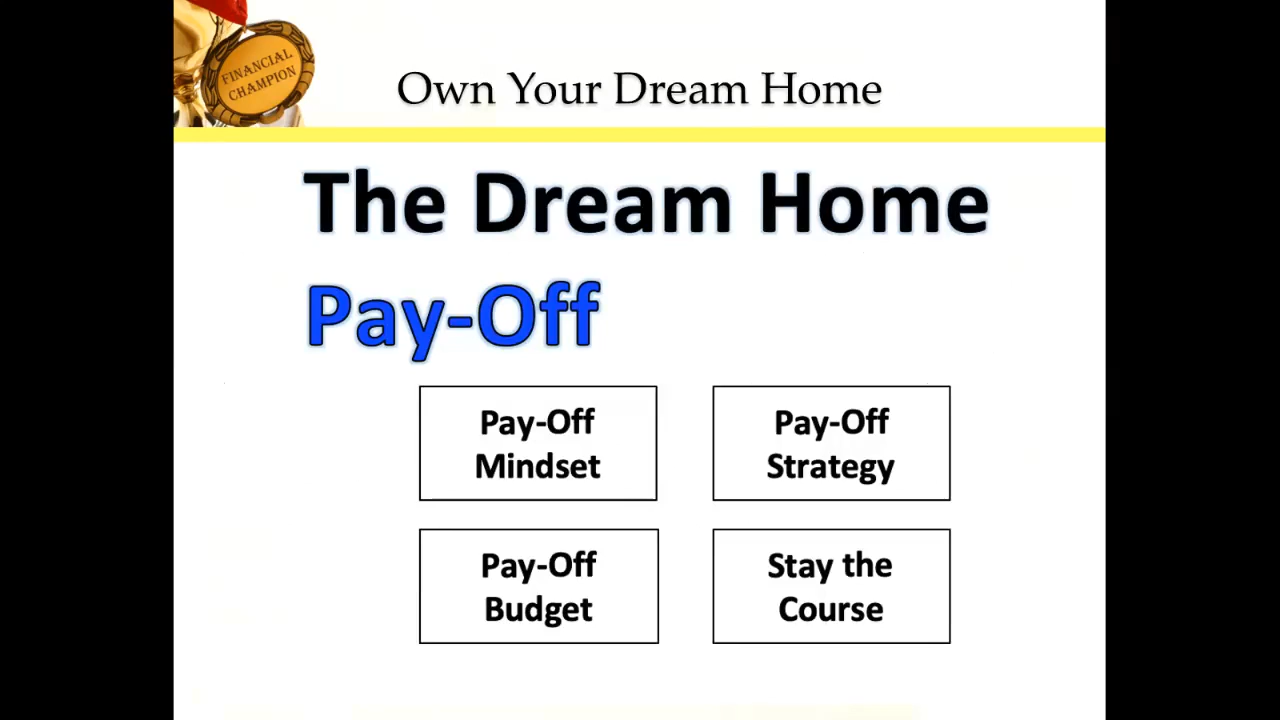 FINANCIAL
CHAMPION
Own Your Dream Home
The Dream Home
Pay-Off
Pay-Off
Mindset
Pay-Off
Strategy
Pay-Off
Budget
Stay the
Course